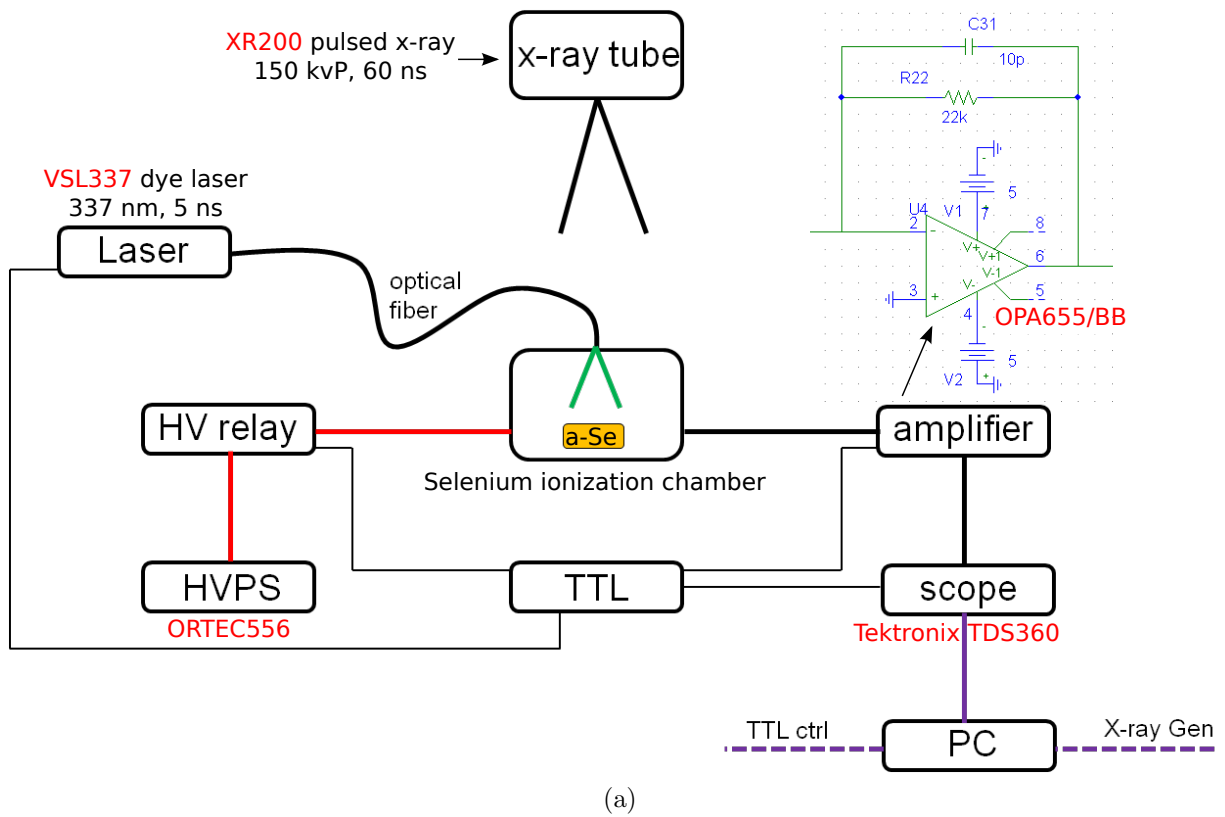 XR200 pulsed x-ray
150 kvP, 60 ns
x-ray tube
C31
10p
R22
22k
VSL337 dye laser
337 nm, 5 ns
Laser
optical
fiber
U4
V1
-
5
+
7
2
-
V+
V+1
8
6
V-1
V-
5
3
+
4
OPA655/BB
-
5
V2
+
HV relay
a-Se
amplifier
Selenium ionization chamber
HVPS
ORTEC556
TTL
scope
Tektronix TDS360
TTL ctrl
PC
X-ray Gen
(a)